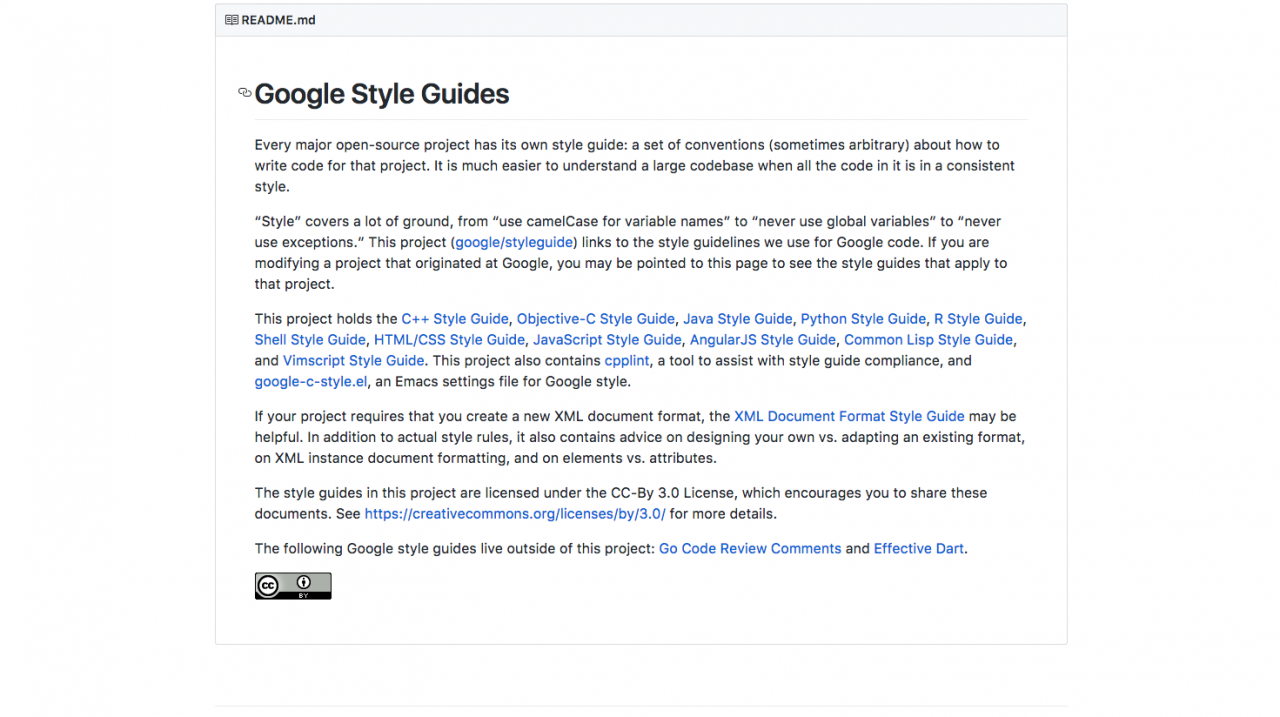 README.md
Google Style Guides
Every major open-source project has its own style guide: a set of conventions (sometimes arbitrary) about how to
write code for that project. It is much easier to understand a large codebase when all the code in it is in a consistent
style.
“Style” covers a lot of ground, from “use camelCase for variable names” to “never use global variables” to “never
use exceptions.” This project (google/styleguide) links to the style guidelines we use for Google code. If you are
modifying a project that originated at Google, you may be pointed to this page to see the style guides that apply to
that project.
This project holds the C++ Style Guide, Objective-C Style Guide, Java Style Guide, Python Style Guide, R Style Guide,
Shell Style Guide, HTML/CSS Style Guide, JavaScript Style Guide, AngularJS Style Guide, Common Lisp Style Guide,
and Vimscript Style Guide. This project also contains cpplint, a tool to assist with style guide compliance, and
google-c-style.el, an Emacs settings file for Google style.
If your project requires that you create a new XML document format, the XML Document Format Style Guide may be
helpful. In addition to actual style rules, it also contains advice on designing your own vs. adapting an existing format,
on XML instance document formatting, and on elements vs. attributes.
The style guides in this project are licensed under the CC-By 3.0 License, which encourages you to share these
documents. See https://creativecommons.org/licenses/by/3.0/ for more details.
The following Google style guides live outside of this project: Go Code Review Comments and Effective Dart.
cc
BY